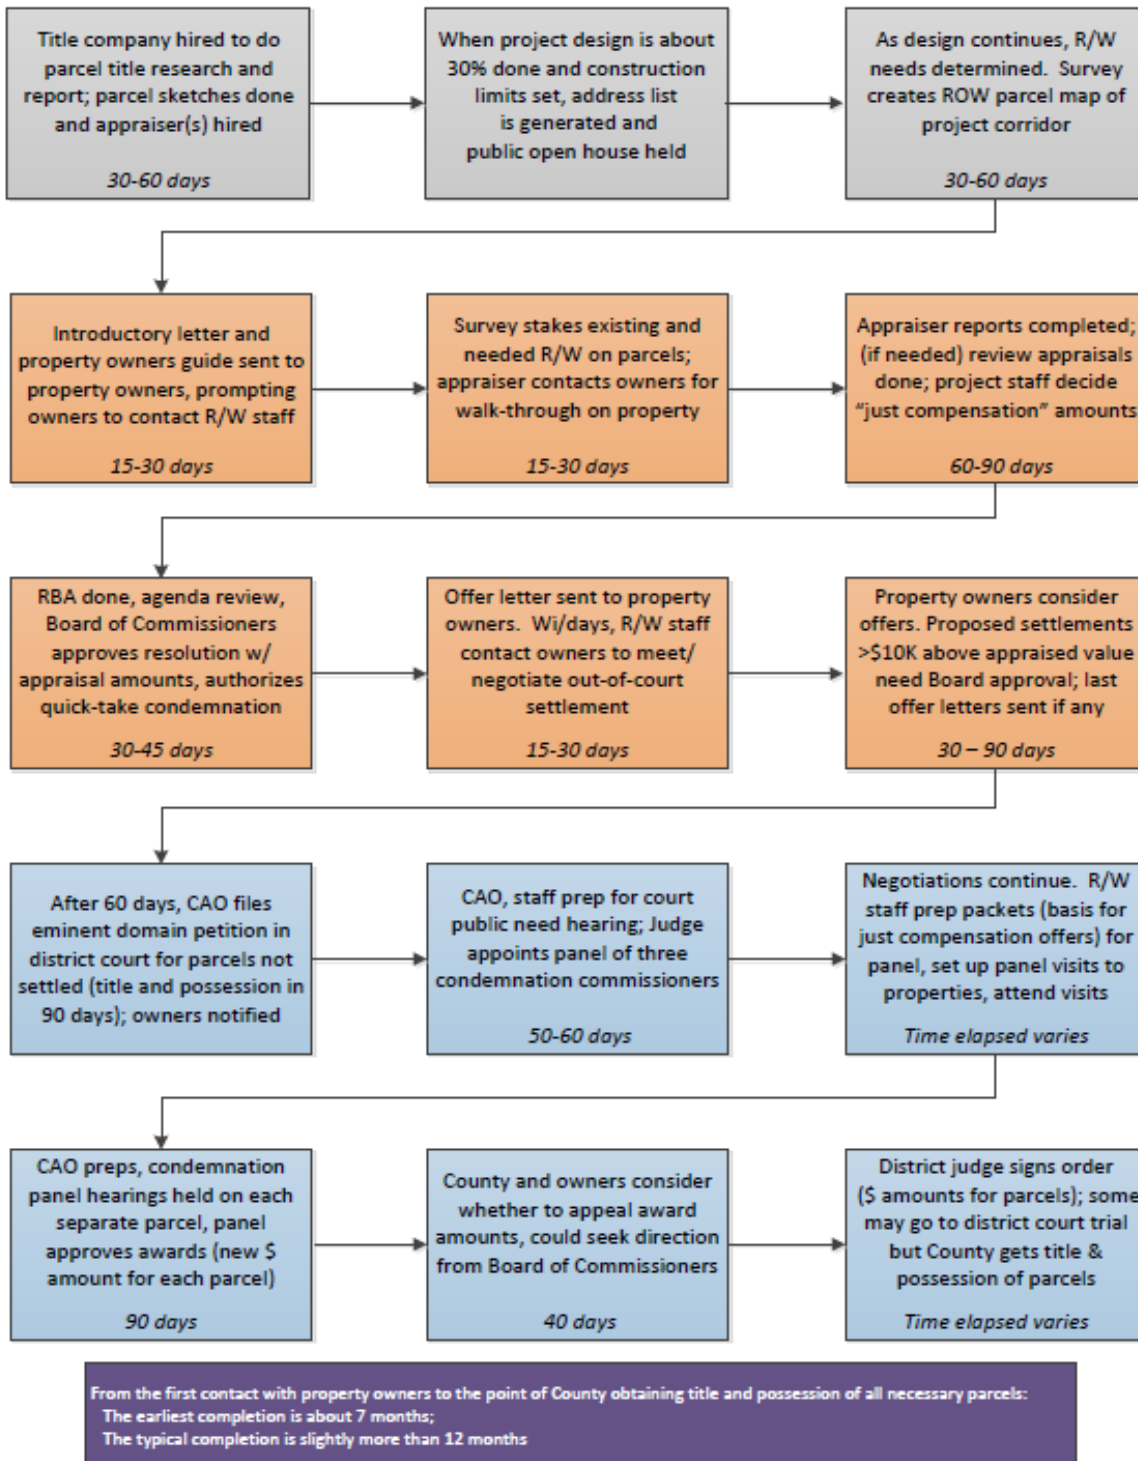 Title company hired to do
parcel title research and
report; parcel sketches done
and appraiser(s) hired
30-60 days
When project design is about
30% done and construction
limits set, address list
is generated and
public open house held
As design continues, R/W
needs determined. Survey
creates ROW parcel map of
project corridor
30-60 days
Introductory letter and
property owners guide sent to
property owners, prompting
owners to contact R/W staff
15-30 days
Survey stakes existing and
needed R/W on parcels;
appraiser contacts owners for
walk-through on property
15-30 days
Appraiser reports completed;
(if needed) review appraisals
done; project staff decide
“just compensation” amounts
60-90 days
RBA done, agenda review,
Board of Commissioners
approves resolution w/
appraisal amounts, authorizes
quick-take condemnation
30-45 days
Offer letter sent to property
owners. Wi/days, R/W staff
contact owners to meet/
negotiate out-of-court
settlement
15-30 days
Property owners consider
offers. Proposed settlements
>$10K above appraised value
need Board approval; last
offer letters sent if any
30 – 90 days
After 60 days, CAO files
eminent domain petition in
district court for parcels not
settled (title and possession in
90 days); owners notified
CAO, staff prep for court
public need hearing; Judge
appoints panel of three
condemnation commissioners
50-60 days
Negotiations continue. R/W
staff prep packets (basis for
just compensation offers) for
panel, set up panel visits to
properties, attend visits
Time elapsed varies
CAO preps, condemnation
panel hearings held on each
separate parcel, panel
approves awards (new $
amount for each parcel)
90 days
County and owners consider
whether to appeal award
amounts, could seek direction
from Board of Commissioners
40 days
District judge signs order
($ amounts for parcels); some
may go to district court trial
but County gets title &
possession of parcels
Time elapsed varies
From the first contact with property owners to the point of County obtaining title and possession of all necessary parcels:
The earliest completion is about 7 months;
The typical completion is slightly more than 12 months